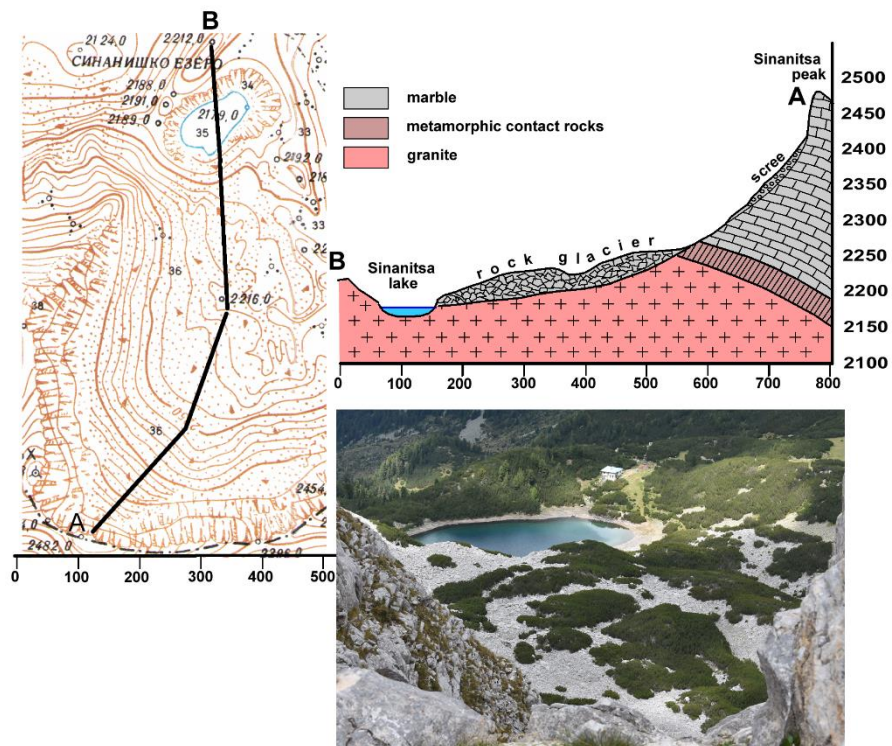 B
2124,0
2212,0
СИНАНИШКО ЕЗЕРО
34
2188,0
2191,0
2189,0
2179,0
35
33
2192,0
33
36
2216,0
38
36
X
A
2454
2482,0
2396,0
0 100 200 300 400 500
marble
metamorphic contact rocks
granite
Sinanitsa
peak
A
scree
rock glacier
B
Sinanitsa
lake
2500
2450
2400
2350
2300
2250
2200
2150
2100
0 100 200 300 400 500 600 700 800